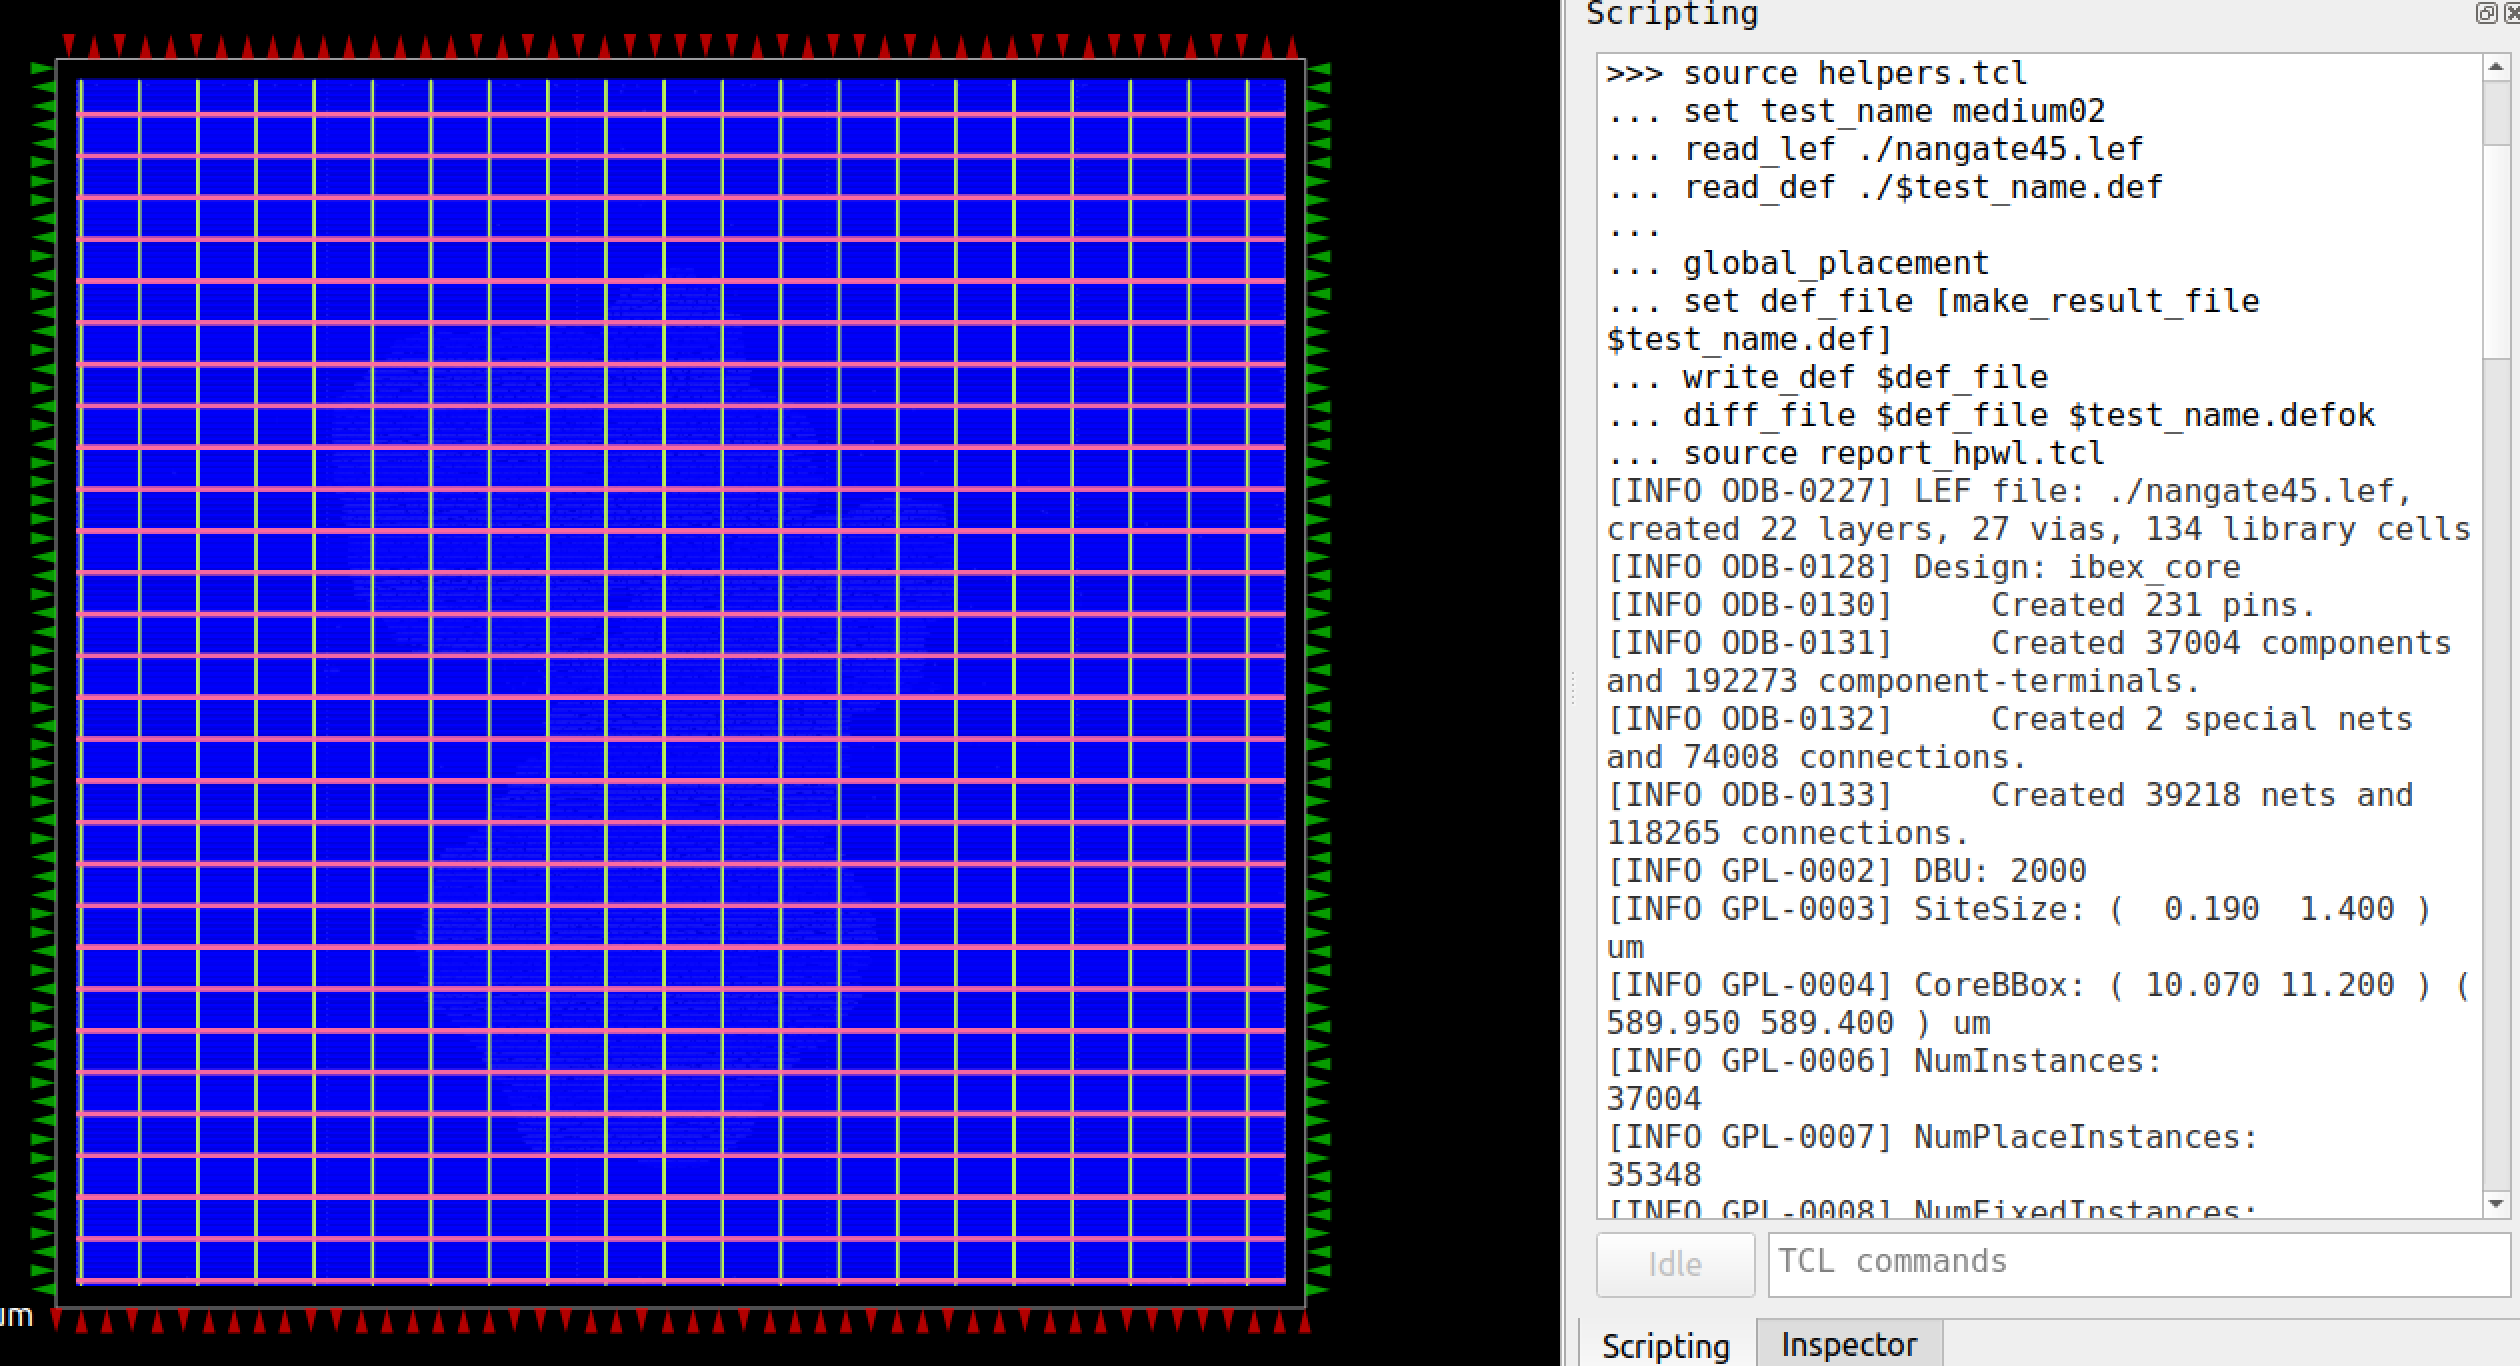 Scripting
>>> source helpers.tcl
... set test_name medium02
... read_lef ./nangate45.lef
... read_def ./$test_name.def
...
... global_placement
... set def_file [make_result_file
$test_name.def]
... write_def $def_file
... diff_file $def_file $test_name.defok
... source report_hpwl.tcl
[INFO ODB-0227] LEF file: ./nangate45.lef,
created 22 layers, 27 vias, 134 library cells
[INFO ODB-0128] Design: ibex_core
[INFO ODB-0130]     Created 231 pins.
[INFO ODB-0131]     Created 37004 components
and 192273 component-terminals.
[INFO ODB-0132]     Created 2 special nets
and 74008 connections.
[INFO ODB-0133]     Created 39218 nets and
118265 connections.
[INFO GPL-0002] DBU: 2000
[INFO GPL-0003] SiteSize: (  0.190  1.400 )
um
[INFO GPL-0004] CoreBBox: ( 10.070 11.200 ) (
589.950 589.400 ) um
[INFO GPL-0006] NumInstances:
37004
[INFO GPL-0007] NumPlaceInstances:
35348
[INFO GPL-0008] NumFixedInstances:
Idle
TCL commands
um
Scripting
Inspector